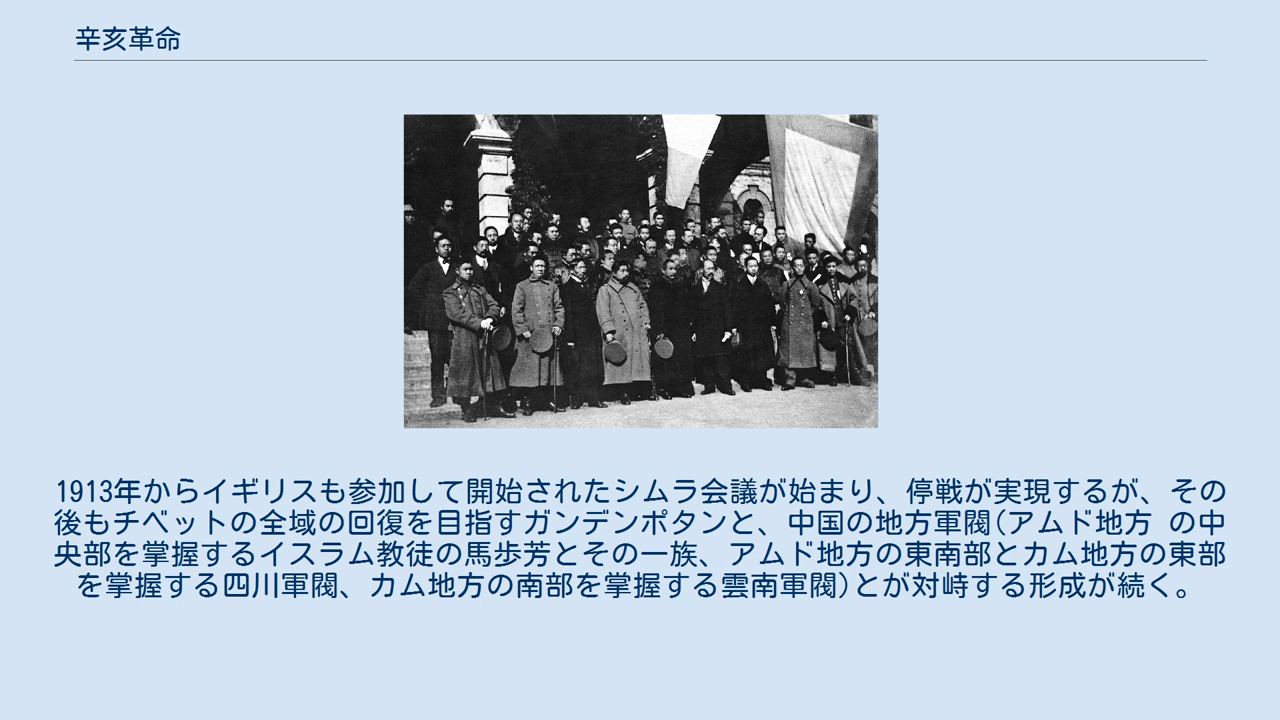 辛亥革命
1913年からイギリスも参加して開始されたシムラ会議が始まり、停戦が実現するが、その
後もチベットの全域の回復を目指すガンデンポタンと、中国の地方軍閥(アムド地方 の中
央部を掌握するイスラム教徒の馬歩芳とその一族、アムド地方の東南部とカム地方の東部
を掌握する四川軍閥、カム地方の南部を掌握する雲南軍閥)とが対峙する形成が続く。